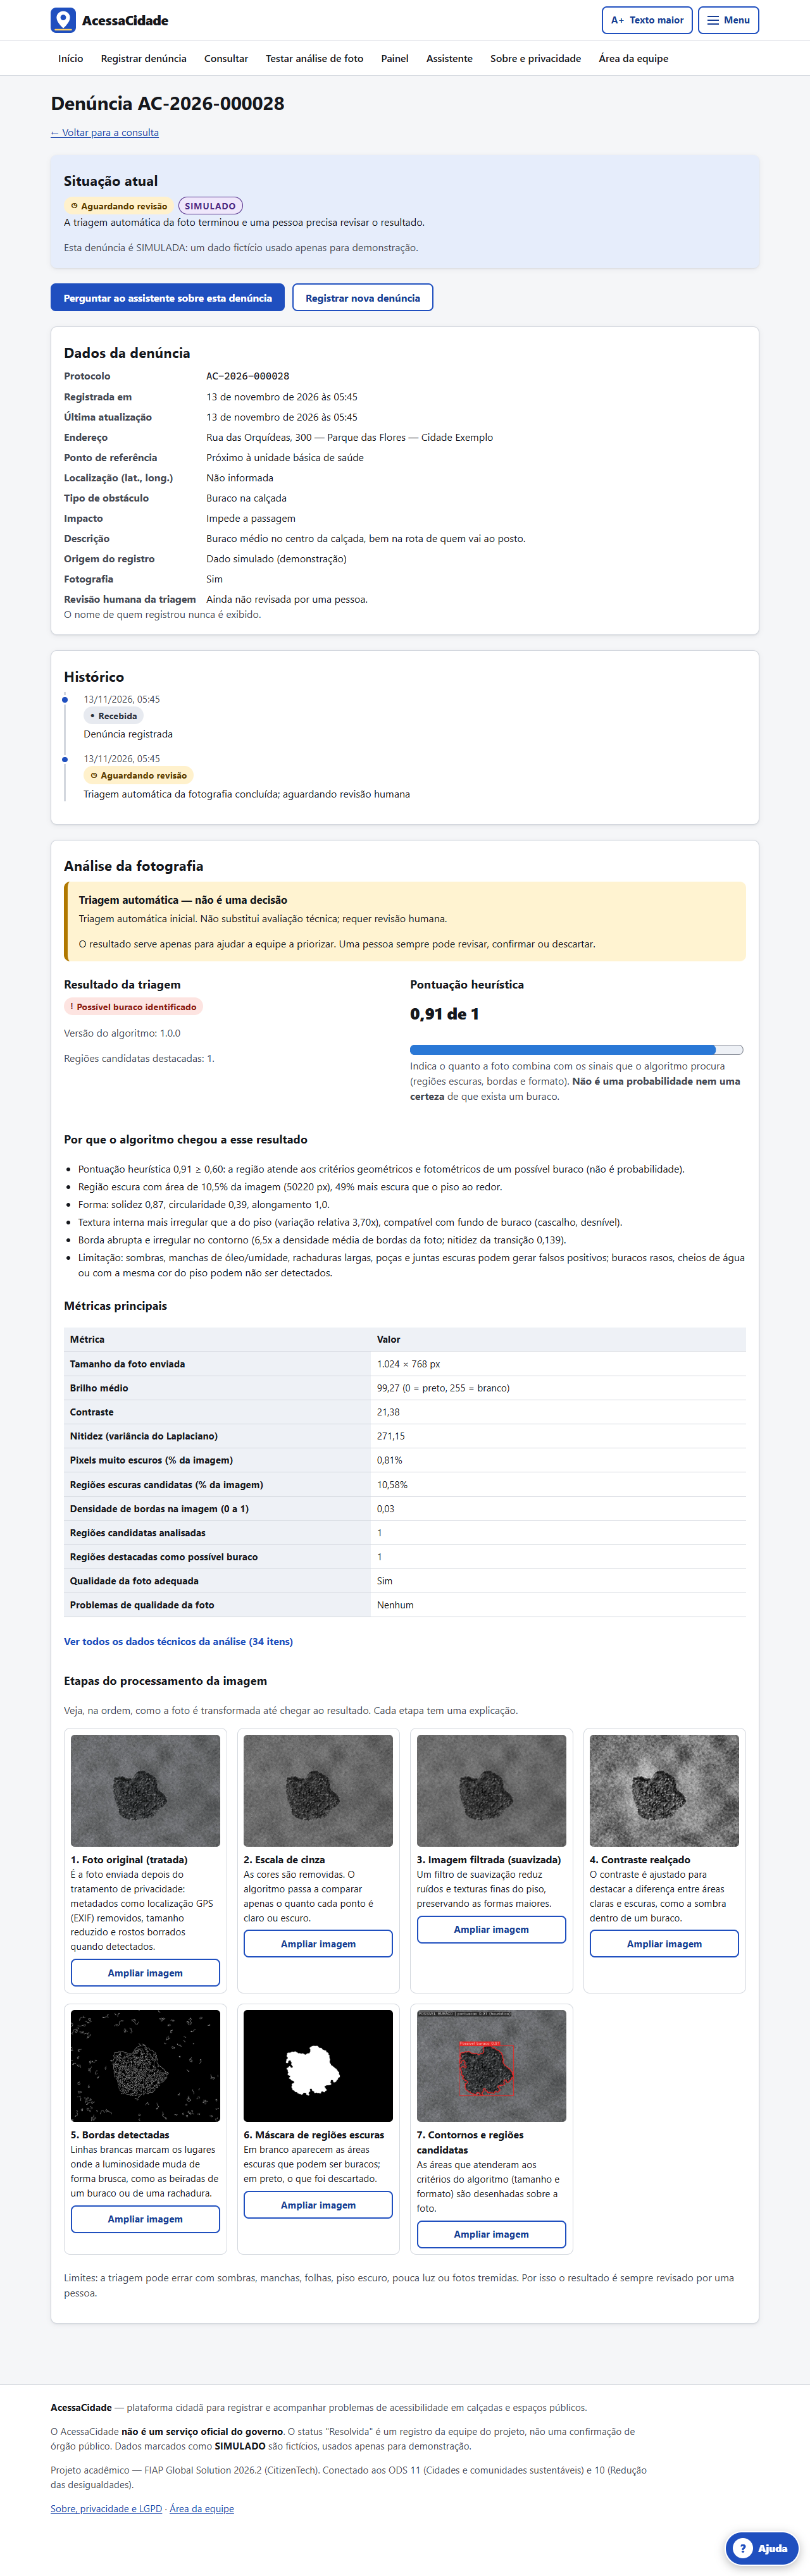 AcessaCidade
A+ Texto maior
Menu
Início Registrar denúncia Consultar Testar análise de foto Painel Assistente Sobre e privacidade Área da equipe
Denúncia AC-2026-000028
← Voltar para a consulta
Situação atual
Aguardando revisão SIMULADO
A triagem automática da foto terminou e uma pessoa precisa revisar o resultado.
Esta denúncia é SIMULADA: um dado fictício usado apenas para demonstração.
Perguntar ao assistente sobre esta denúncia
Registrar nova denúncia
Dados da denúncia
Protocolo AC-2026-000028
Registrada em 13 de novembro de 2026 às 05:45
Última atualização 13 de novembro de 2026 às 05:45
Endereço Rua das Orquídeas, 300 — Parque das Flores — Cidade Exemplo
Ponto de referência Próximo à unidade básica de saúde
Localização (lat., long.) Não informada
Tipo de obstáculo Buraco na calçada
Impacto Impede a passagem
Descrição Buraco médio no centro da calçada, bem na rota de quem vai ao posto.
Origem do registro Dado simulado (demonstração)
Fotografia Sim
Revisão humana da triagem Ainda não revisada por uma pessoa.
O nome de quem registrou nunca é exibido.
Histórico
13/11/2026, 05:45
Recebida
Denúncia registrada
13/11/2026, 05:45
Aguardando revisão
Triagem automática da fotografia concluída; aguardando revisão humana
Análise da fotografia
Triagem automática — não é uma decisão
Triagem automática inicial. Não substitui avaliação técnica; requer revisão humana.
O resultado serve apenas para ajudar a equipe a priorizar. Uma pessoa sempre pode revisar, confirmar ou descartar.
Resultado da triagem
! Possível buraco identificado
Versão do algoritmo: 1.0.0
Regiões candidatas destacadas: 1.
Pontuação heurística
0,91 de 1
Indica o quanto a foto combina com os sinais que o algoritmo procura
(regiões escuras, bordas e formato). Não é uma probabilidade nem uma
certeza de que exista um buraco.
Por que o algoritmo chegou a esse resultado
• Pontuação heurística 0,91 ≥ 0,60: a região atende aos critérios geométricos e fotométricos de um possível buraco (não é probabilidade).
• Região escura com área de 10,5% da imagem (50220 px), 49% mais escura que o piso ao redor.
• Forma: solidez 0,87, circularidade 0,39, alongamento 1,0.
• Textura interna mais irregular que a do piso (variação relativa 3,70x), compatível com fundo de buraco (cascalho, desnível).
• Borda abrupta e irregular no contorno (6,5x a densidade média de bordas da foto; nitidez da transição 0,139).
• Limitação: sombras, manchas de óleo/umidade, rachaduras largas, poças e juntas escuras podem gerar falsos positivos; buracos rasos, cheios de água
ou com a mesma cor do piso podem não ser detectados.
Métricas principais
Métrica Valor
Tamanho da foto enviada 1.024 × 768 px
Brilho médio 99,27 (0 = preto, 255 = branco)
Contraste 21,38
Nitidez (variância do Laplaciano) 271,15
Pixels muito escuros (% da imagem) 0,81%
Regiões escuras candidatas (% da imagem) 10,58%
Densidade de bordas na imagem (0 a 1) 0,03
Regiões candidatas analisadas 1
Regiões destacadas como possível buraco 1
Qualidade da foto adequada Sim
Problemas de qualidade da foto Nenhum
Ver todos os dados técnicos da análise (34 itens)
Etapas do processamento da imagem
Veja, na ordem, como a foto é transformada até chegar ao resultado. Cada etapa tem uma explicação.
1. Foto original (tratada)
É a foto enviada depois do
tratamento de privacidade:
metadados como localização GPS
(EXIF) removidos, tamanho
reduzido e rostos borrados
quando detectados.
Ampliar imagem
2. Escala de cinza
As cores são removidas. O
algoritmo passa a comparar
apenas o quanto cada ponto é
claro ou escuro.
Ampliar imagem
3. Imagem filtrada (suavizada)
Um filtro de suavização reduz
ruídos e texturas finas do piso,
preservando as formas maiores.
Ampliar imagem
4. Contraste realçado
O contraste é ajustado para
destacar a diferença entre áreas
claras e escuras, como a sombra
dentro de um buraco.
Ampliar imagem
5. Bordas detectadas
Linhas brancas marcam os lugares
onde a luminosidade muda de
forma brusca, como as beiradas de
um buraco ou de uma rachadura.
Ampliar imagem
6. Máscara de regiões escuras
Em branco aparecem as áreas
escuras que podem ser buracos;
em preto, o que foi descartado.
Ampliar imagem
7. Contornos e regiões
candidatas
As áreas que atenderam aos
critérios do algoritmo (tamanho e
formato) são desenhadas sobre a
foto.
Ampliar imagem
Limites: a triagem pode errar com sombras, manchas, folhas, piso escuro, pouca luz ou fotos tremidas. Por isso o resultado é sempre revisado por uma
pessoa.
AcessaCidade — plataforma cidadã para registrar e acompanhar problemas de acessibilidade em calçadas e espaços públicos.
O AcessaCidade não é um serviço oficial do governo. O status "Resolvida" é um registro da equipe do projeto, não uma confirmação de
órgão público. Dados marcados como SIMULADO são fictícios, usados apenas para demonstração.
Projeto acadêmico — FIAP Global Solution 2026.2 (CitizenTech). Conectado aos ODS 11 (Cidades e comunidades sustentáveis) e 10 (Redução
das desigualdades).
Sobre, privacidade e LGPD · Área da equipe
? Ajuda